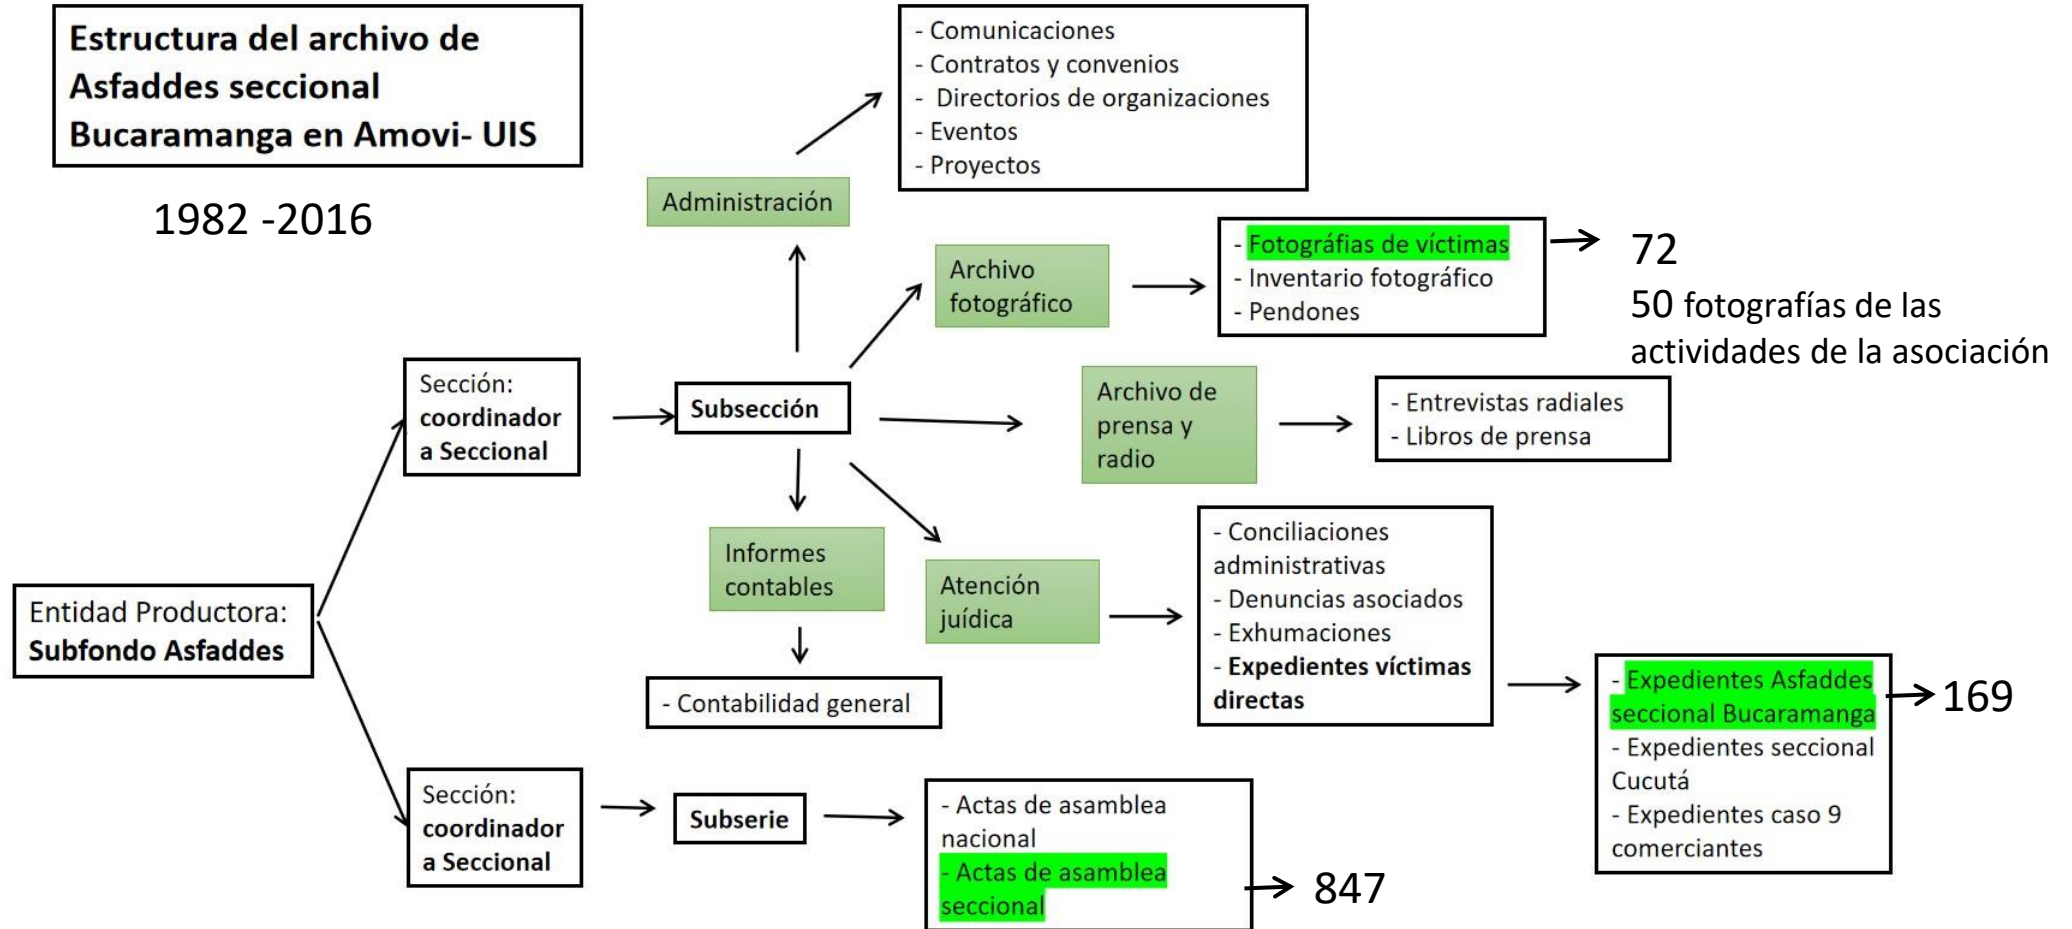 Estructura del archivo de
Asfaddes seccional
Bucaramanga en Amovi- UIS
1982 -2016
- Comunicaciones
- Contratos y convenios
- Directorios de organizaciones
- Eventos
- Proyectos
Administración
Archivo
fotográfico
- Fotográfias de víctimas
- Inventario fotográfico
- Pendones
72
50 fotografías de las
actividades de la asociación
Sección:
coordinador
a Seccional
Subsección
Archivo de
prensa y
radio
- Entrevistas radiales
- Libros de prensa
Informes
contables
- Contabilidad general
Atención
juídica
- Conciliaciones
administrativas
- Denuncias asociados
- Exhumaciones
- Expedientes víctimas
directas
- Expedientes Asfaddes
seccional Bucaramanga
- Expedientes seccional
Cucutá
- Expedientes caso 9
comerciantes
169
Entidad Productora:
Subfondo Asfaddes
Sección:
coordinador
a Seccional
Subserie
- Actas de asamblea
nacional
- Actas de asamblea
seccional
847